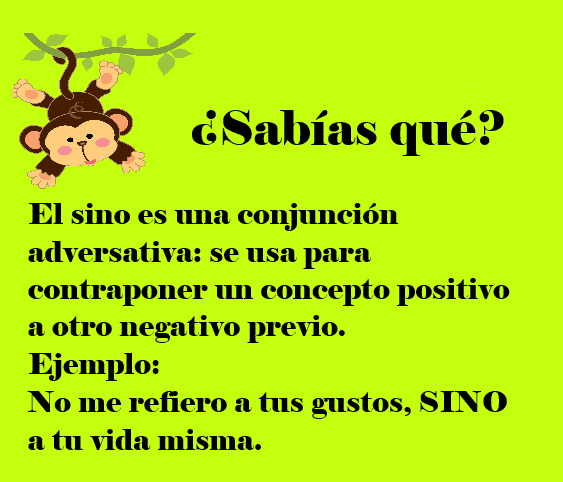 ¿Sabías qué?
El sino es una conjunción
adversativa: se usa para
contraponer un concepto positivo
a otro negativo previo.
Ejemplo:
No me refiero a tus gustos, SINO
a tu vida misma.